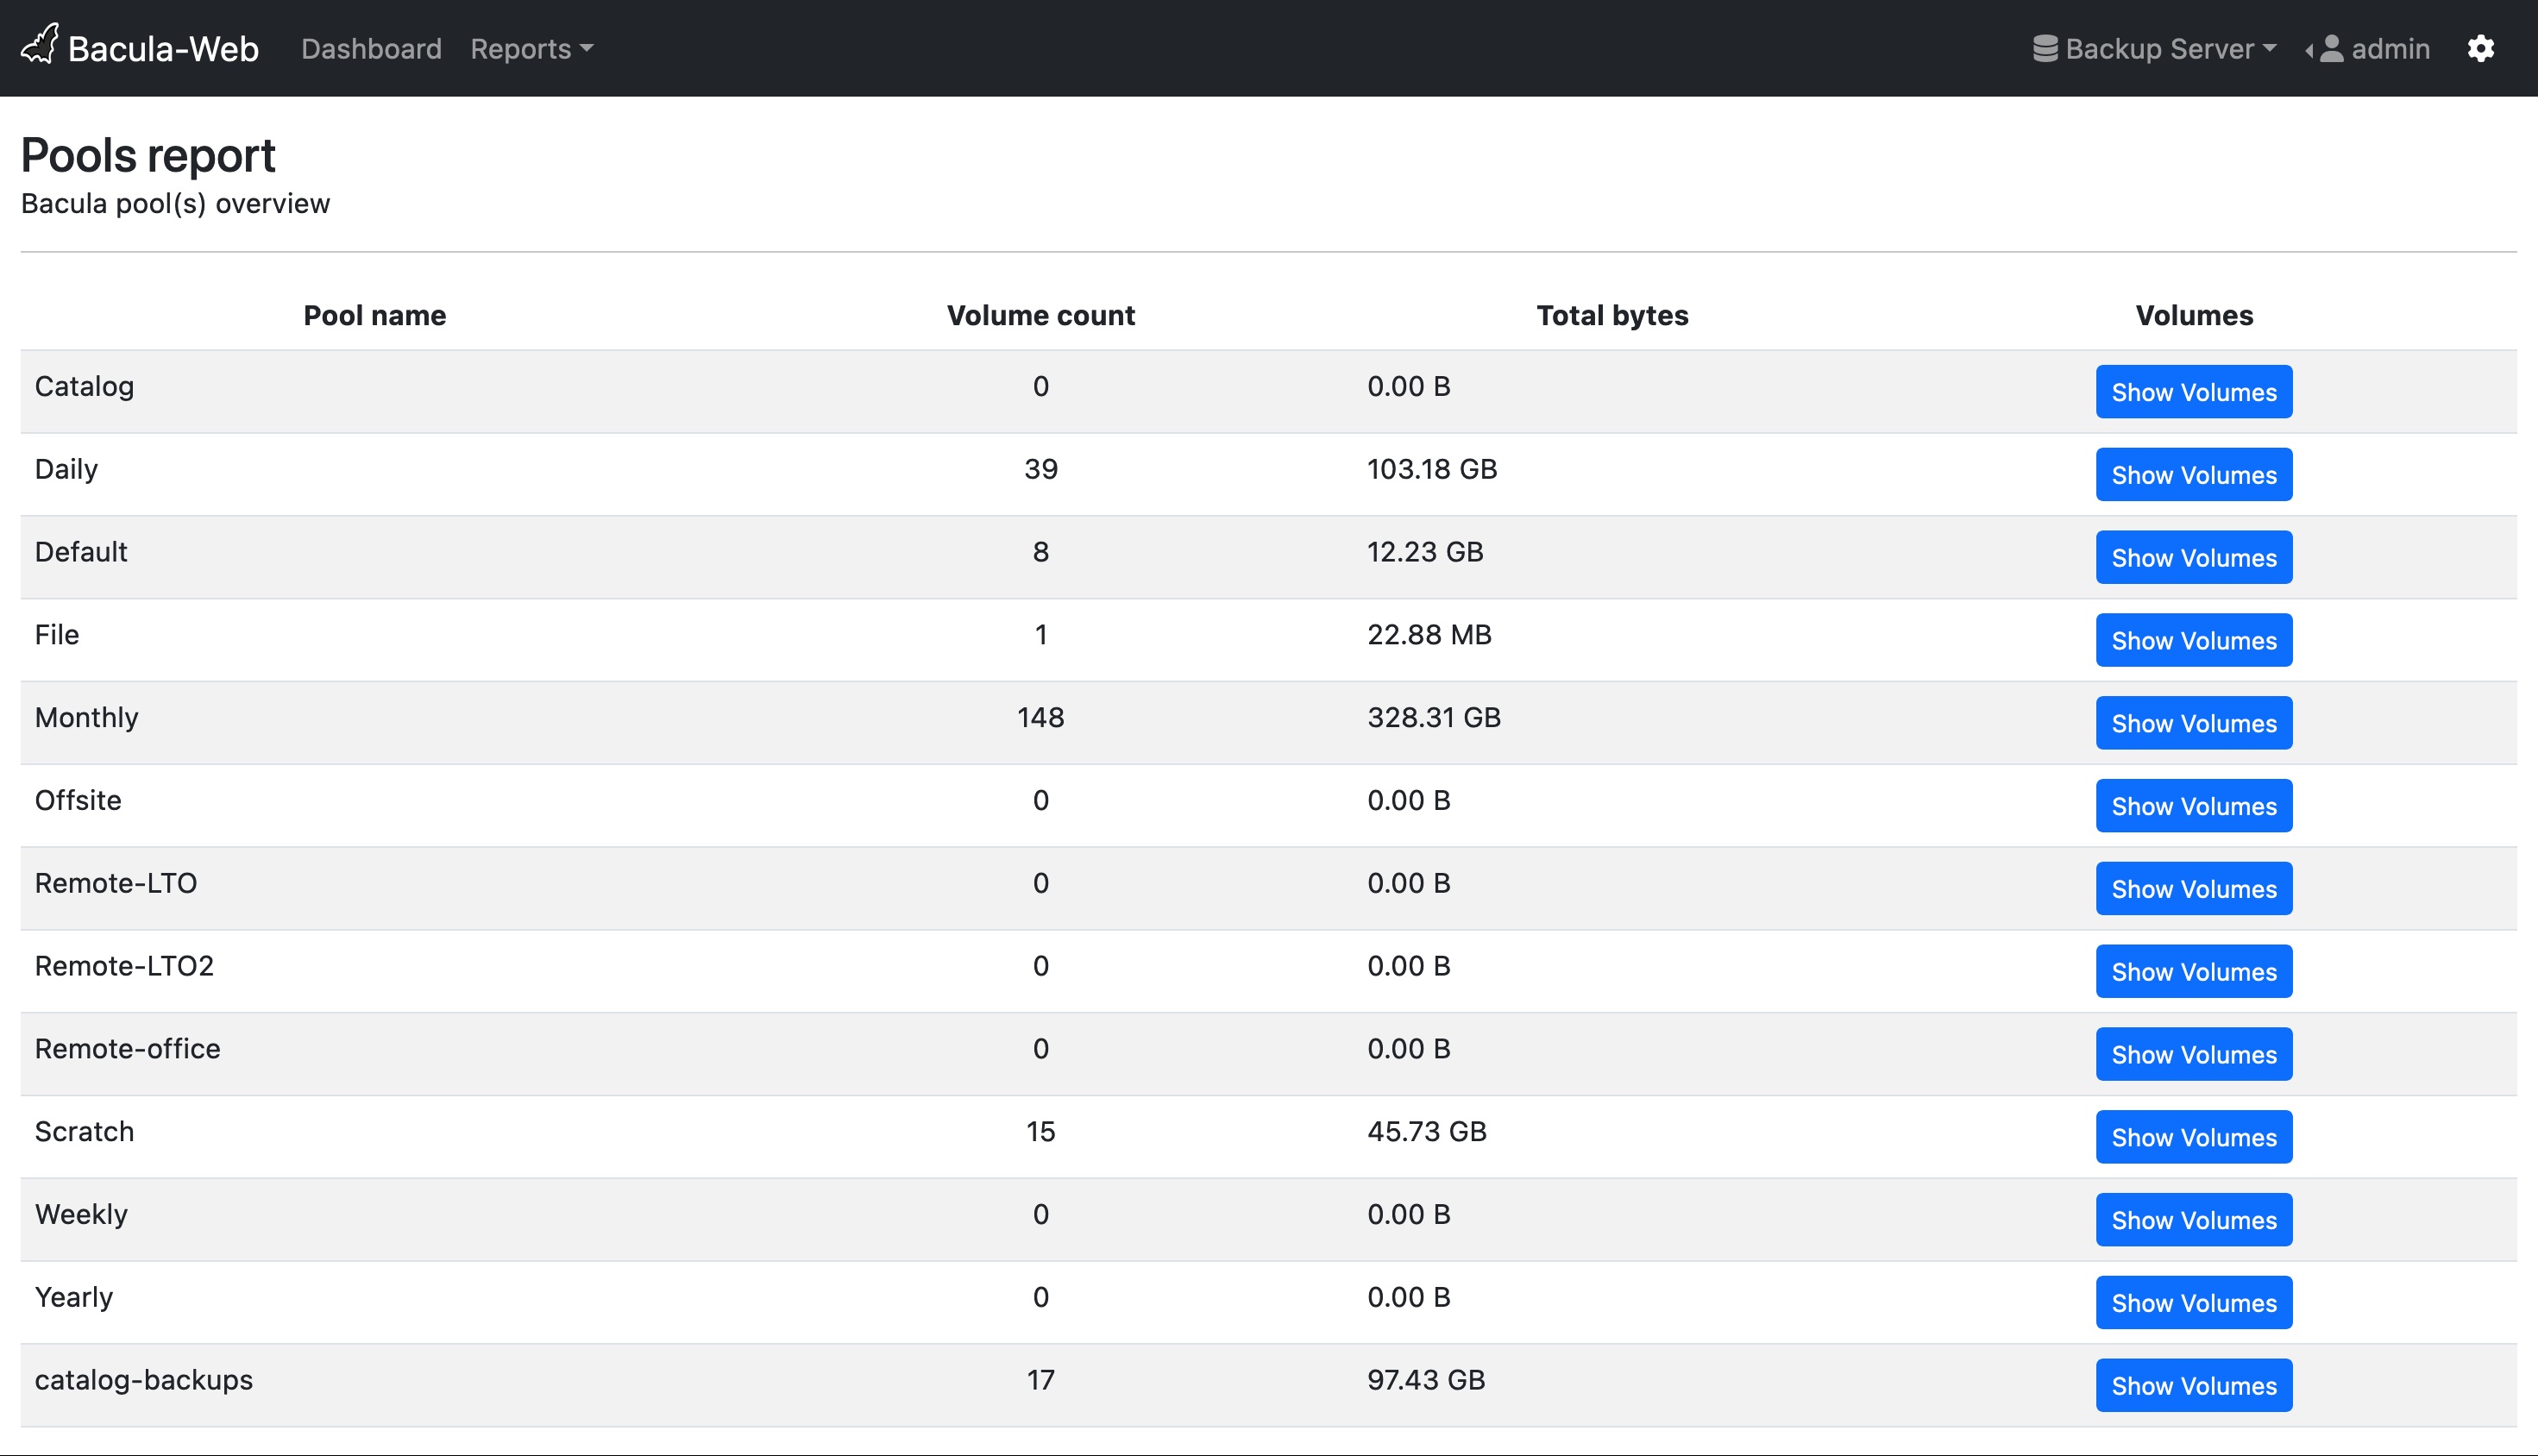 Bacula-Web Dashboard Reports Backup Server admin
Pools report
Bacula pool(s) overview
Pool name Volume count Total bytes Volumes
Catalog 0 0.00 B Show Volumes
Daily 39 103.18 GB Show Volumes
Default 8 12.23 GB Show Volumes
File 1 22.88 MB Show Volumes
Monthly 148 328.31 GB Show Volumes
Offsite 0 0.00 B Show Volumes
Remote-LTO 0 0.00 B Show Volumes
Remote-LTO2 0 0.00 B Show Volumes
Remote-office 0 0.00 B Show Volumes
Scratch 15 45.73 GB Show Volumes
Weekly 0 0.00 B Show Volumes
Yearly 0 0.00 B Show Volumes
catalog-backups 17 97.43 GB Show Volumes